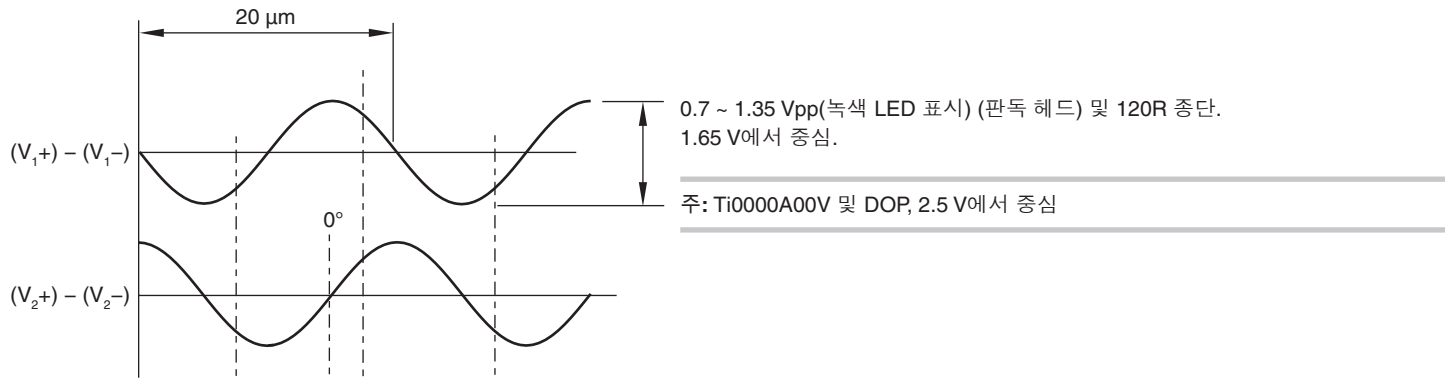 20 µm
0.7 ~ 1.35 Vpp(녹색 LED 표시) (판독 헤드) 및 120R 종단.
1.65 V에서 중심.
(V₁+) – (V₁–)
주: Ti0000A00V 및 DOP, 2.5 V에서 중심
0°
(V₂+) – (V₂–)